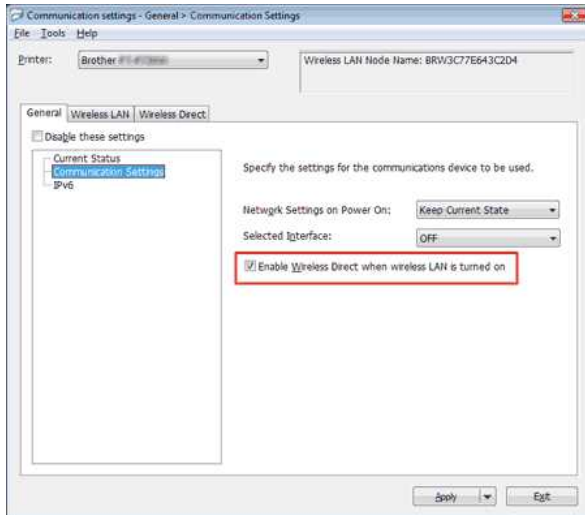 Communication settings - General > Communication Settings
File Tools Help
Printer: Brother
Wireless LAN Node Name: BRW3C77E643C2D4
General Wireless LAN Wireless Direct
Disable these settings
Current Status
Communication Settings
IPv6
Specify the settings for the communications device to be used.
Network Settings on Power On: Keep Current State
Selected Interface: OFF
Enable Wireless Direct when wireless LAN is turned on
Apply Exit